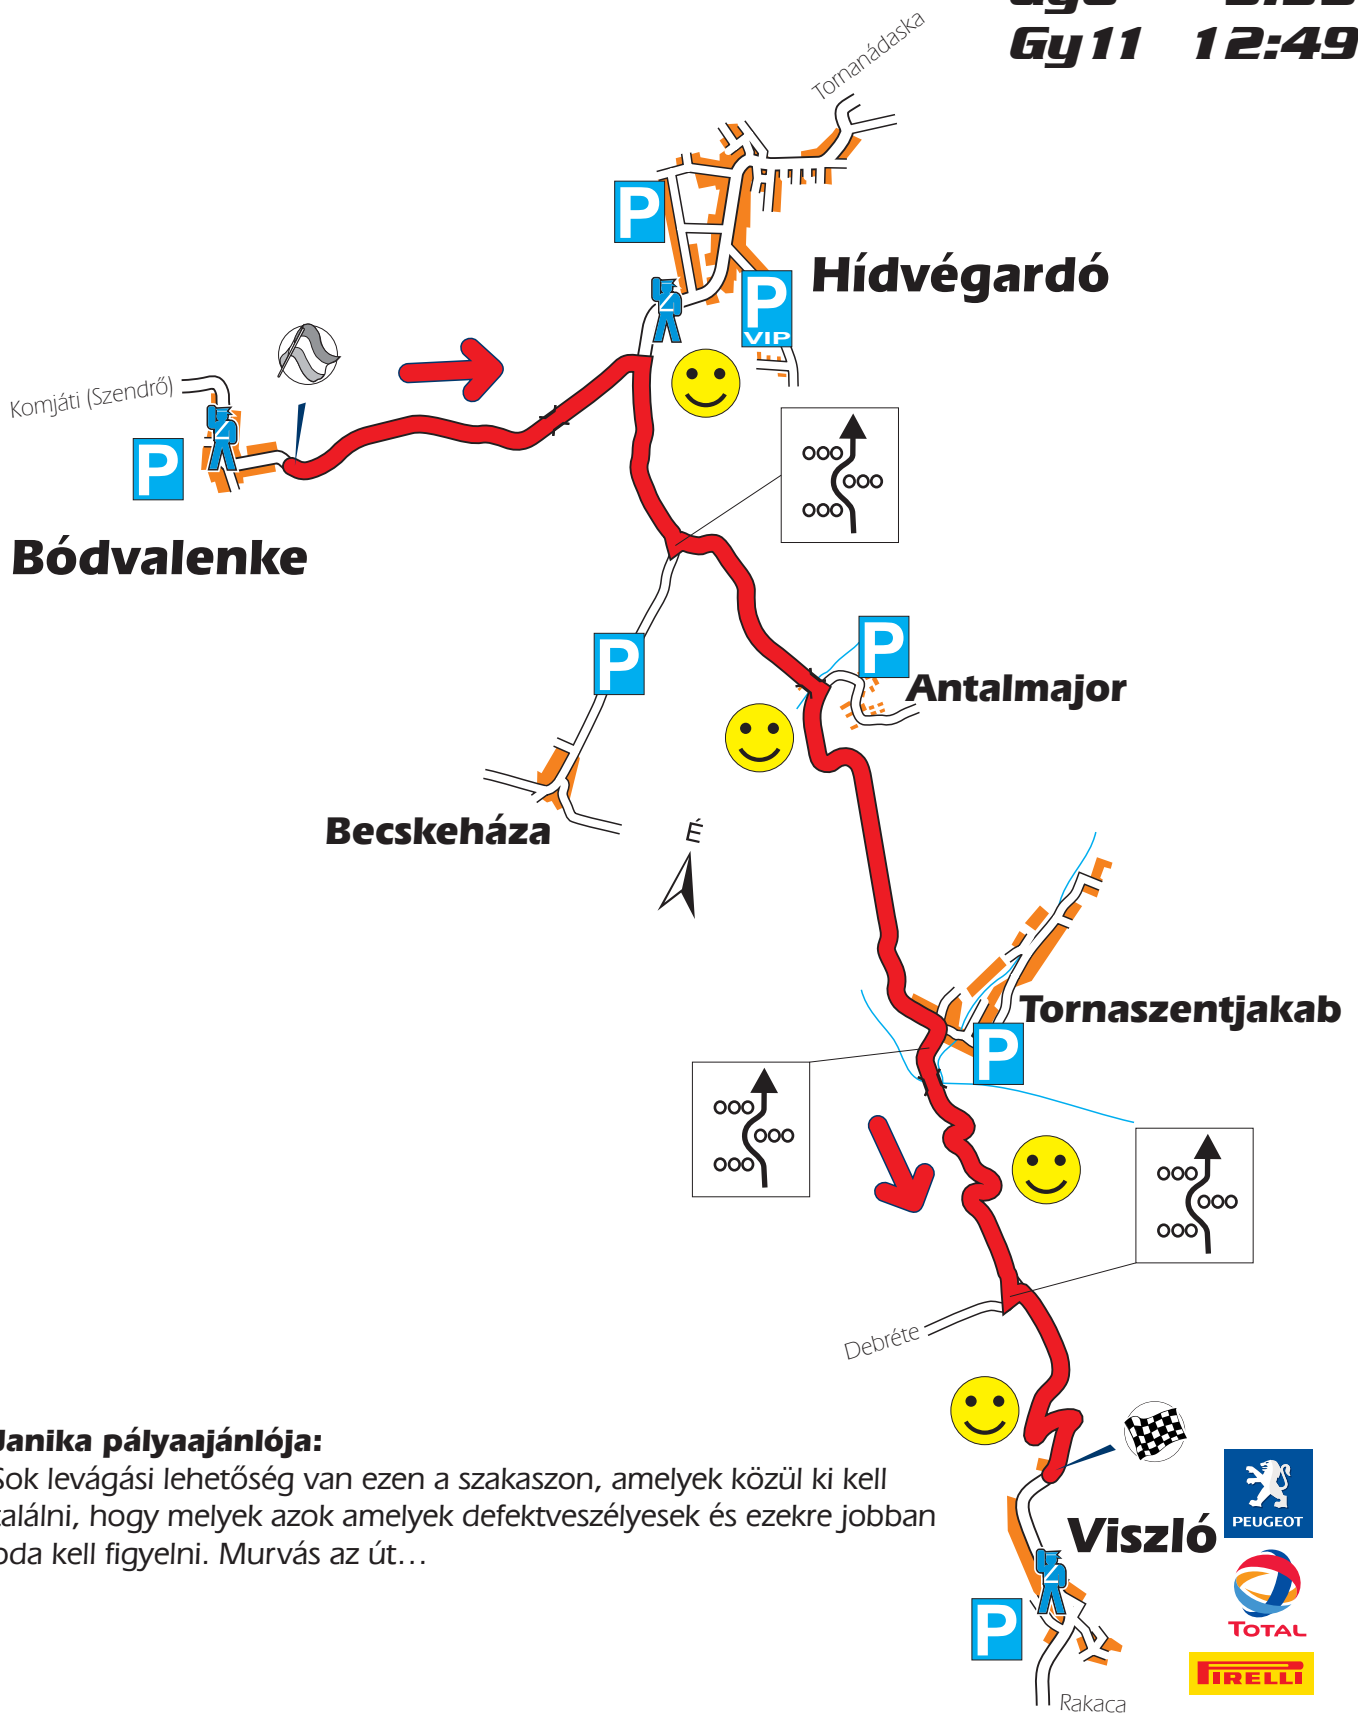 Gy11 12:49
Tornanádaska
P
Hídvégardó
P
VIP
Komjáti (Szendrő)
P
Bódvalenke
P
P
Antalmajor
Becskeháza
É
Tornaszentjakab
P
Debréte
Janika pályaajánlója:
Sok levágási lehetőség van ezen a szakaszon, amelyek közül ki kell
találni, hogy melyek azok amelyek defektveszélyesek és ezekre jobban
oda kell figyelni. Murvás az út…
PEUGEOT
Viszló
TOTAL
P
PIRELLI
Rakaca